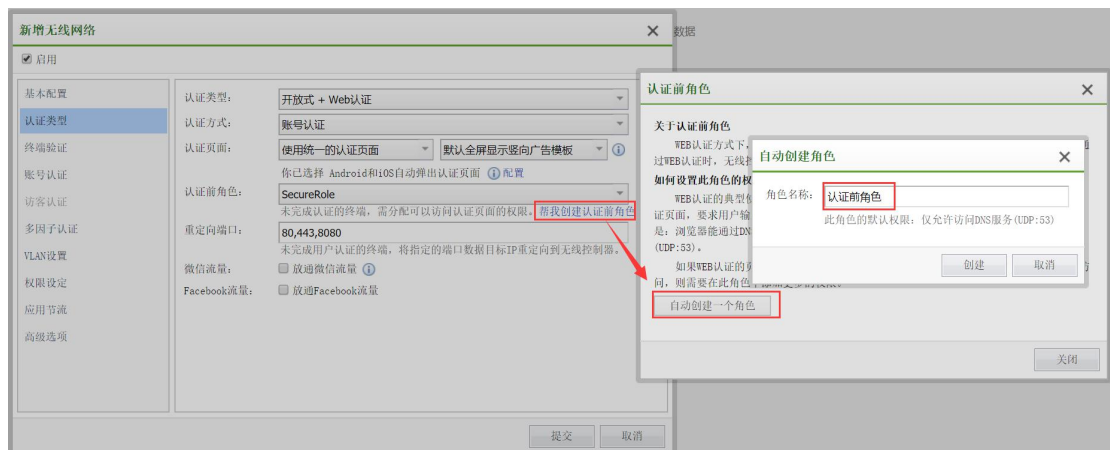 新增无线网络
数据
启用
基本配置
认证类型
终端验证
账号认证
访客认证
多因子认证
VLAN设置
权限设定
应用节流
高级选项
认证类型： 开放式 + Web认证
认证方式： 账号认证
认证页面： 使用统一的认证页面 默认全屏显示竖向广告模板
你已选择 Android和iOS自动弹出认证页面 配置
认证前角色： SecureRole
未完成认证的终端，需分配可以访问认证页面的权限。帮我创建认证前角色
重定向端口： 80,443,8080
未完成用户认证的终端，将指定的端口数据目标IP重定向到无线控制器。
微信流量： 放通微信流量
Facebook流量： 放通Facebook流量
提交 取消
认证前角色
关于认证前角色
WEB认证方式下，
过WEB认证时，无线
如何设置此角色的权
WEB认证的典型
证页面，要求用户输
是：浏览器能通过DN
(UDP:53)。
如果WEB认证的
问，则需要在此角色
自动创建一个角色
关闭
自动创建角色
角色名称： 认证前角色
此角色的默认权限：仅允许访问DNS服务(UDP:53)
创建 取消